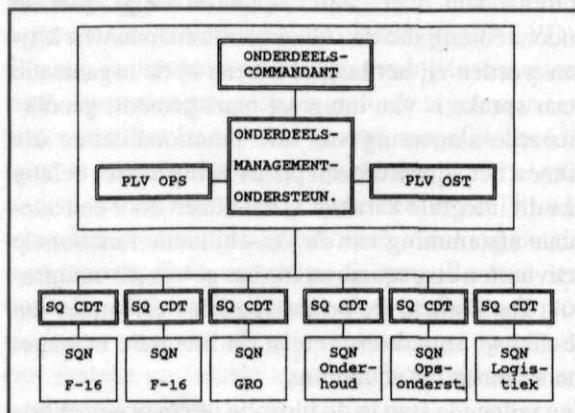 ONDERDEELS-
COMMANDANT
ONDERDEELS-
MANAGEMENT-
ONDERSTEUN.
PLV OPS
PLV OST
SQ CDT SQ CDT SQ CDT SQ CDT SQ CDT SQ CDT
SQN SQN SQN SQN SQN SQN
F-16 F-16 GRO Onder- Ops- Logis-
houd onderst. tiek